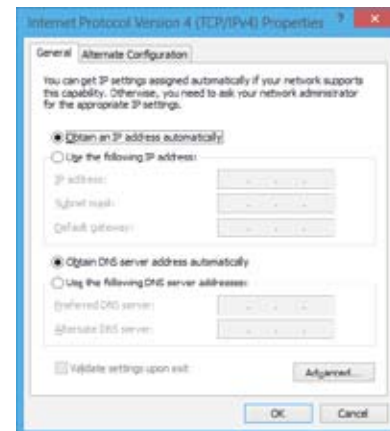 Internet Protocol Version 4 (TCP/IPv4) Properties
General
Alternate Configuration
You can get IP settings assigned automatically if your network supports
this capability. Otherwise, you need to ask your network administrator
for the appropriate IP settings.
Obtain an IP address automatically
Use the following IP address:
IP address:
Subnet mask:
Default gateway:
Obtain DNS server address automatically
Use the following DNS server addresses:
Preferred DNS server:
Alternate DNS server:
Validate settings upon exit
Advanced...
OK
Cancel